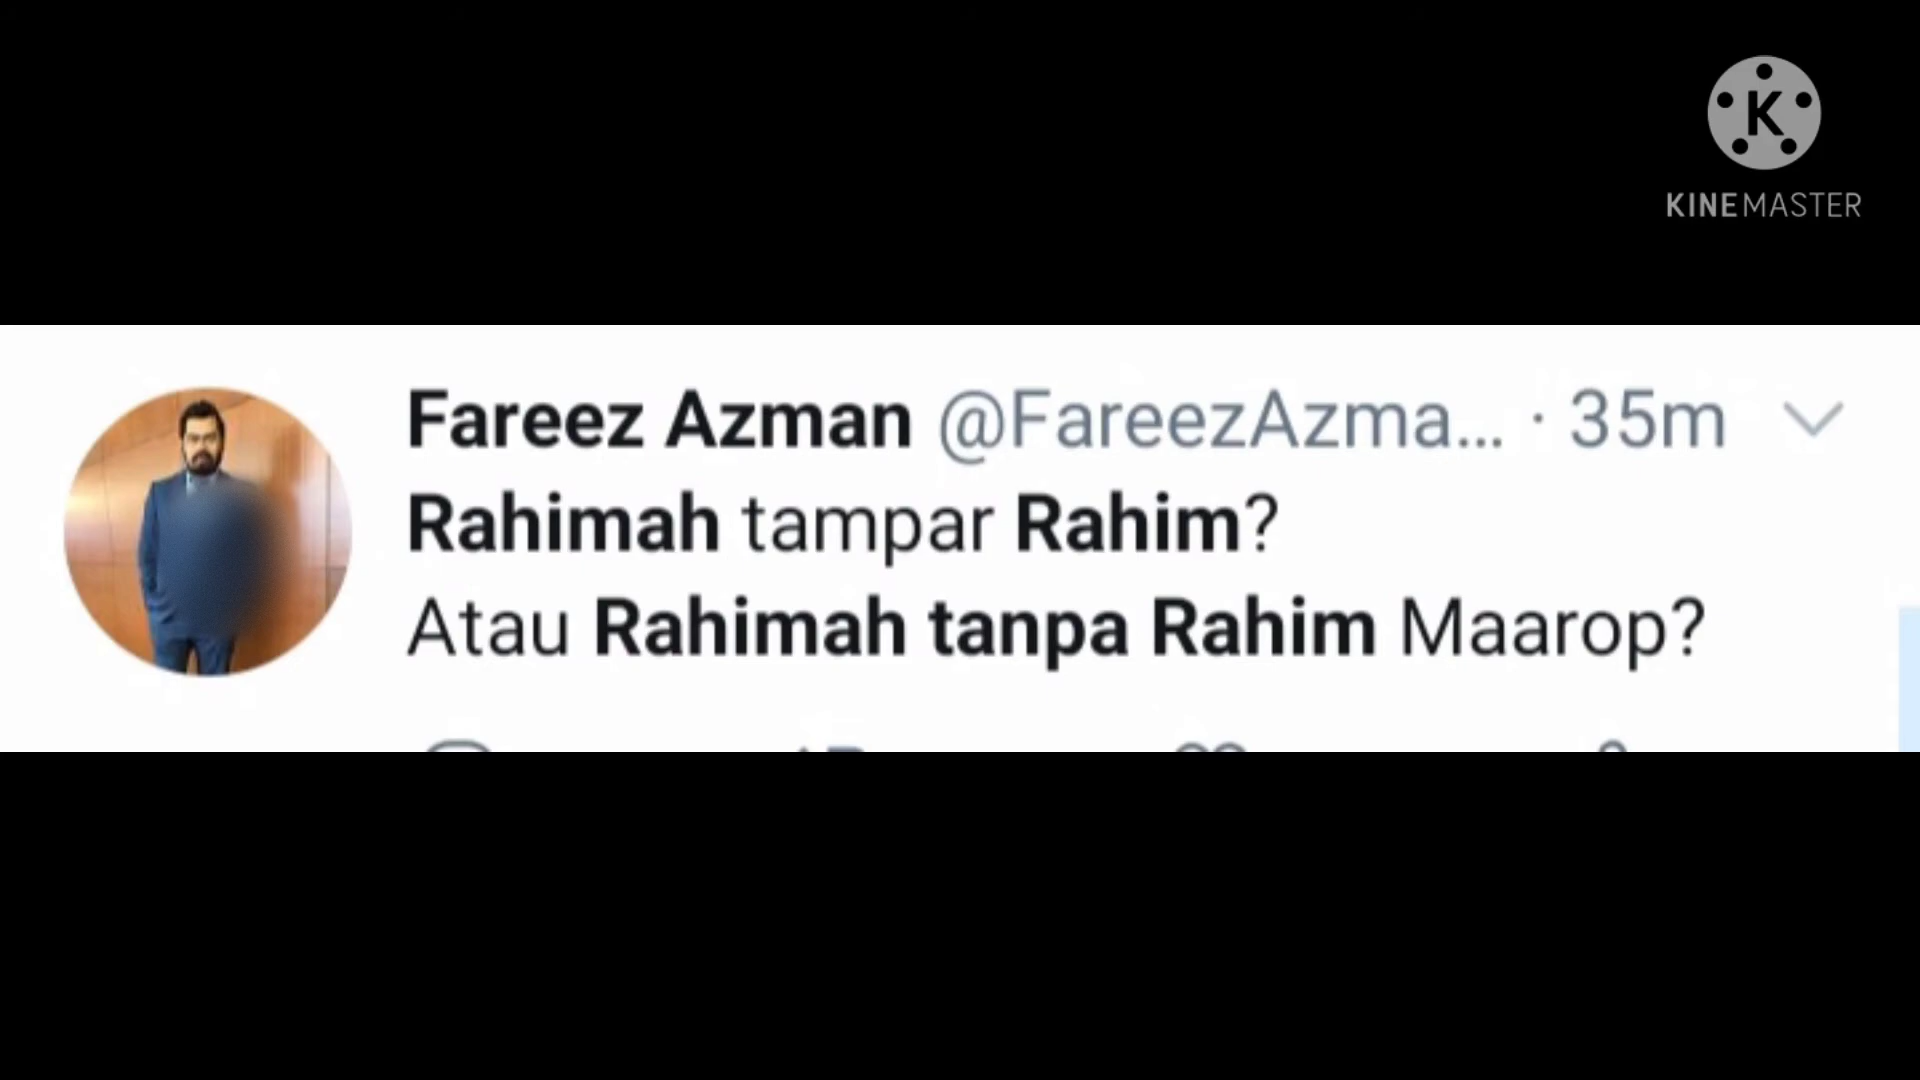 K
KINEMASTER
Fareez Azman @FareezAzma... · 35m
Rahimah tampar Rahim?
Atau Rahimah tanpa Rahim Maarop?